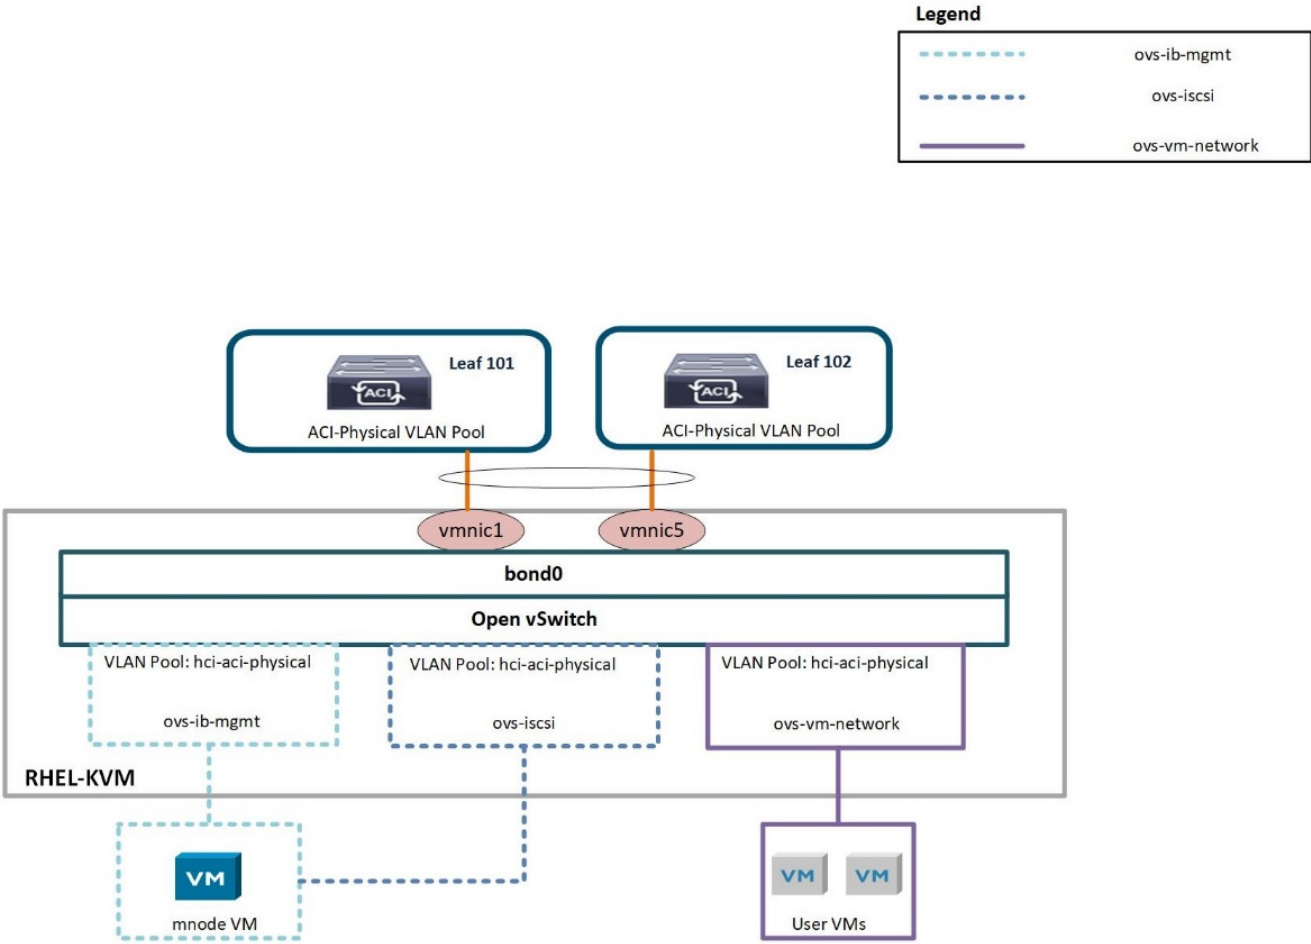 Legend
ovs-ib-mgmt
ovs-iscsi
ovs-vm-network
Leaf 101
ACI
ACI-Physical VLAN Pool
Leaf 102
ACI
ACI-Physical VLAN Pool
vmnic1
vmnic5
bond0
Open vSwitch
VLAN Pool: hci-aci-physical
ovs-ib-mgmt
VLAN Pool: hci-aci-physical
ovs-iscsi
VLAN Pool: hci-aci-physical
ovs-vm-network
RHEL-KVM
VM
mnode VM
VM
VM
User VMs